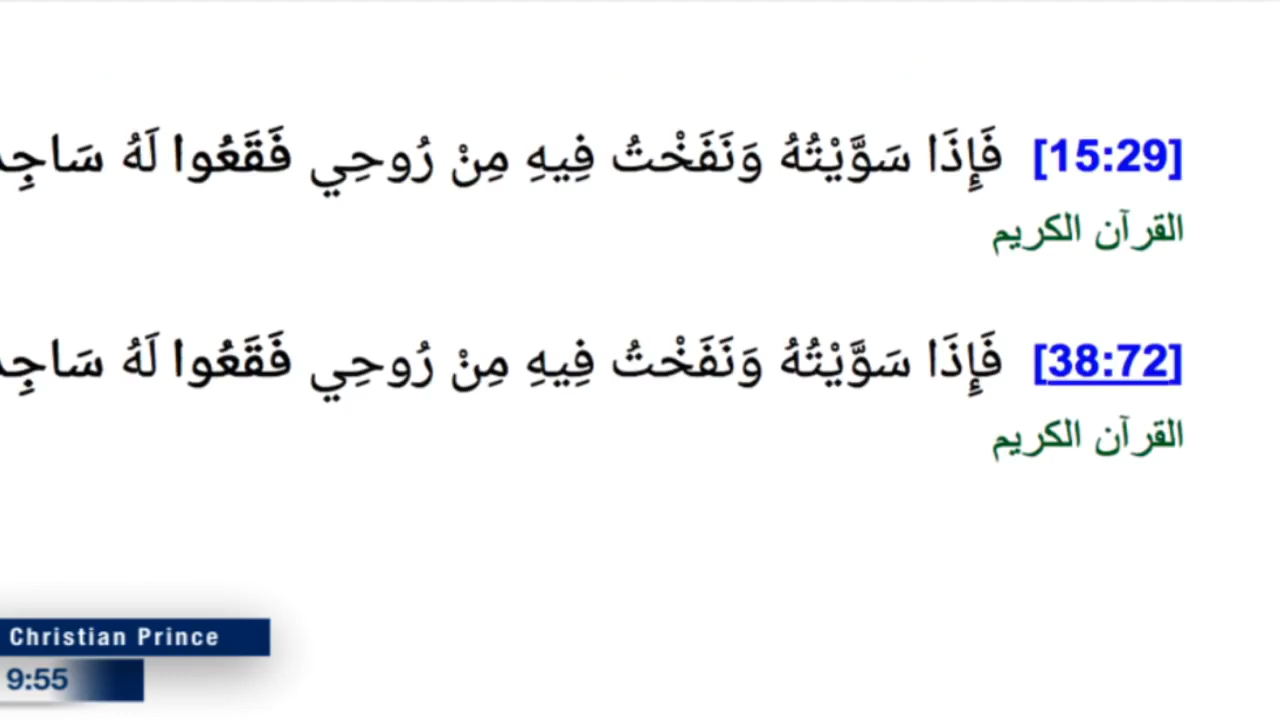 [15:29] فَإِذَا سَوَّيْتُهُ وَنَفَخْتُ فِيهِ مِنْ رُوحِي فَقَعُوا لَهُ
القرآن الكريم
[38:72] فَإِذَا سَوَّيْتُهُ وَنَفَخْتُ فِيهِ مِنْ رُوحِي فَقَعُوا لَهُ
القرآن الكريم
Christian Prince
9:55